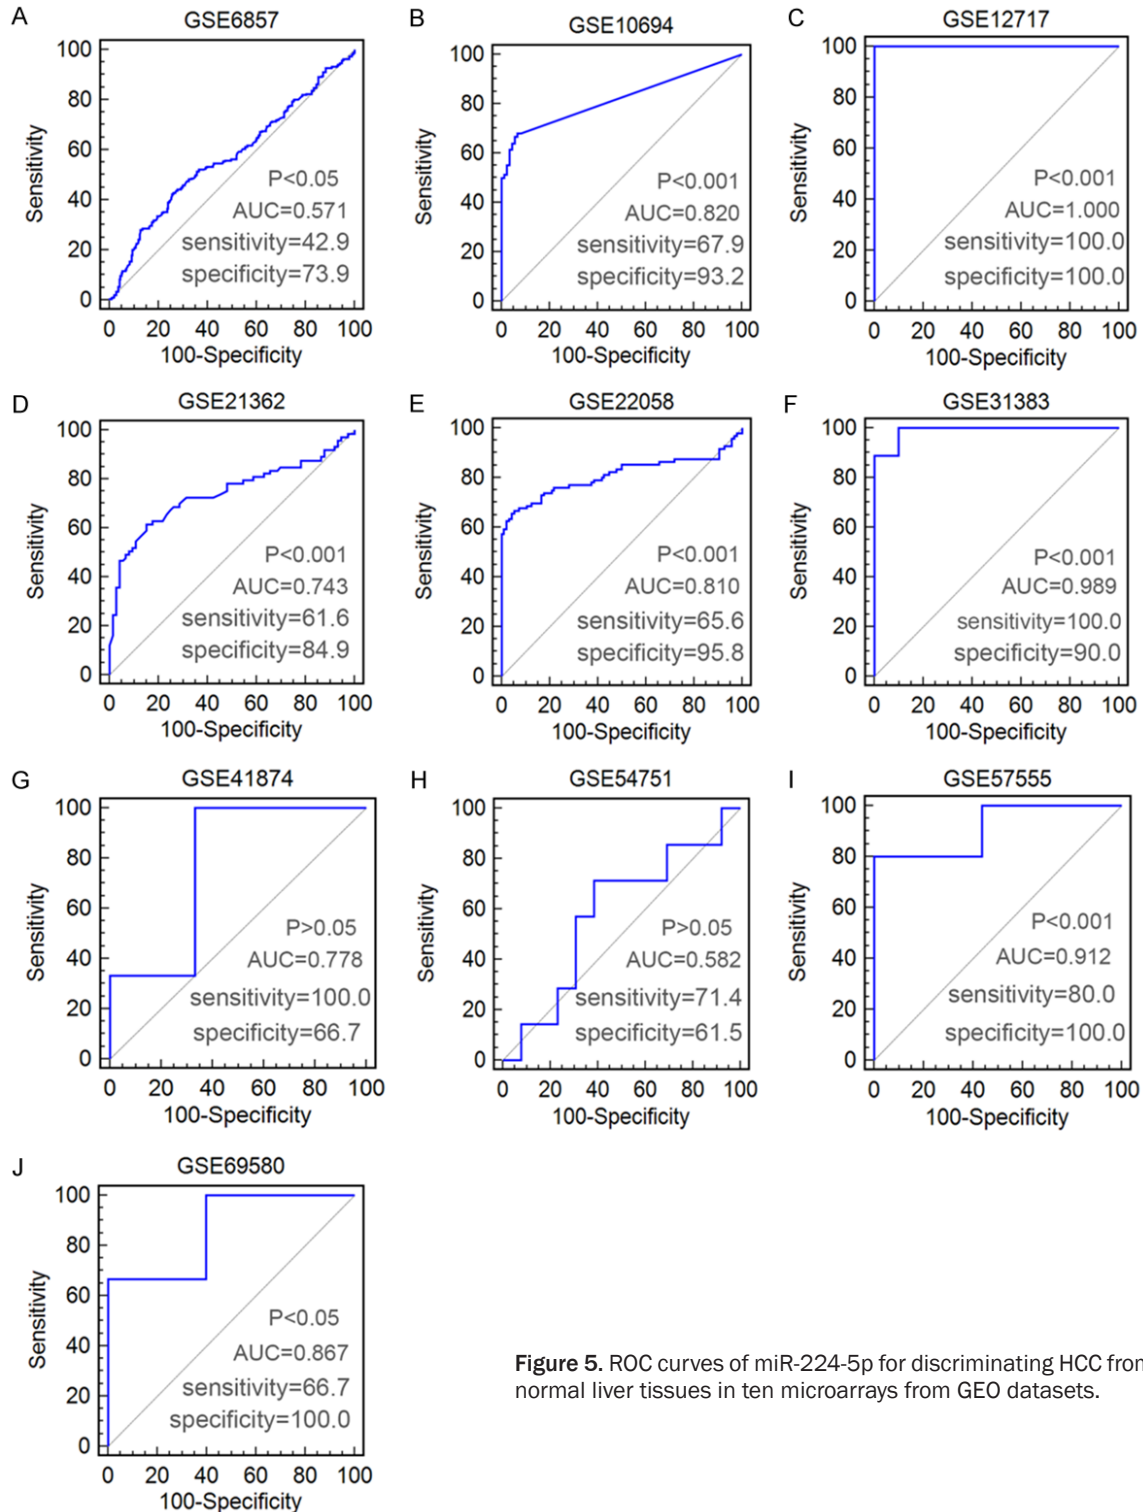 A
GSE6857
Sensitivity
100
80
60
40
20
0
P<0.05
AUC=0.571
sensitivity=42.9
specificity=73.9
0 20 40 60 80 100
100-Specificity
B
GSE10694
Sensitivity
100
80
60
40
20
0
P<0.001
AUC=0.820
sensitivity=67.9
specificity=93.2
0 20 40 60 80 100
100-Specificity
C
GSE12717
Sensitivity
100
80
60
40
20
0
P<0.001
AUC=1.000
sensitivity=100.0
specificity=100.0
0 20 40 60 80 100
100-Specificity
D
GSE21362
Sensitivity
100
80
60
40
20
0
P<0.001
AUC=0.743
sensitivity=61.6
specificity=84.9
0 20 40 60 80 100
100-Specificity
E
GSE22058
Sensitivity
100
80
60
40
20
0
P<0.001
AUC=0.810
sensitivity=65.6
specificity=95.8
0 20 40 60 80 100
100-Specificity
F
GSE31383
Sensitivity
100
80
60
40
20
0
P<0.001
AUC=0.989
sensitivity=100.0
specificity=90.0
0 20 40 60 80 100
100-Specificity
G
GSE41874
Sensitivity
100
80
60
40
20
0
P>0.05
AUC=0.778
sensitivity=100.0
specificity=66.7
0 20 40 60 80 100
100-Specificity
H
GSE54751
Sensitivity
100
80
60
40
20
0
P>0.05
AUC=0.582
sensitivity=71.4
specificity=61.5
0 20 40 60 80 100
100-Specificity
I
GSE57555
Sensitivity
100
80
60
40
20
0
P<0.001
AUC=0.912
sensitivity=80.0
specificity=100.0
0 20 40 60 80 100
100-Specificity
J
GSE69580
Sensitivity
100
80
60
40
20
0
P<0.05
AUC=0.867
sensitivity=66.7
specificity=100.0
0 20 40 60 80 100
100-Specificity
Figure 5. ROC curves of miR-224-5p for discriminating HCC from
normal liver tissues in ten microarrays from GEO datasets.